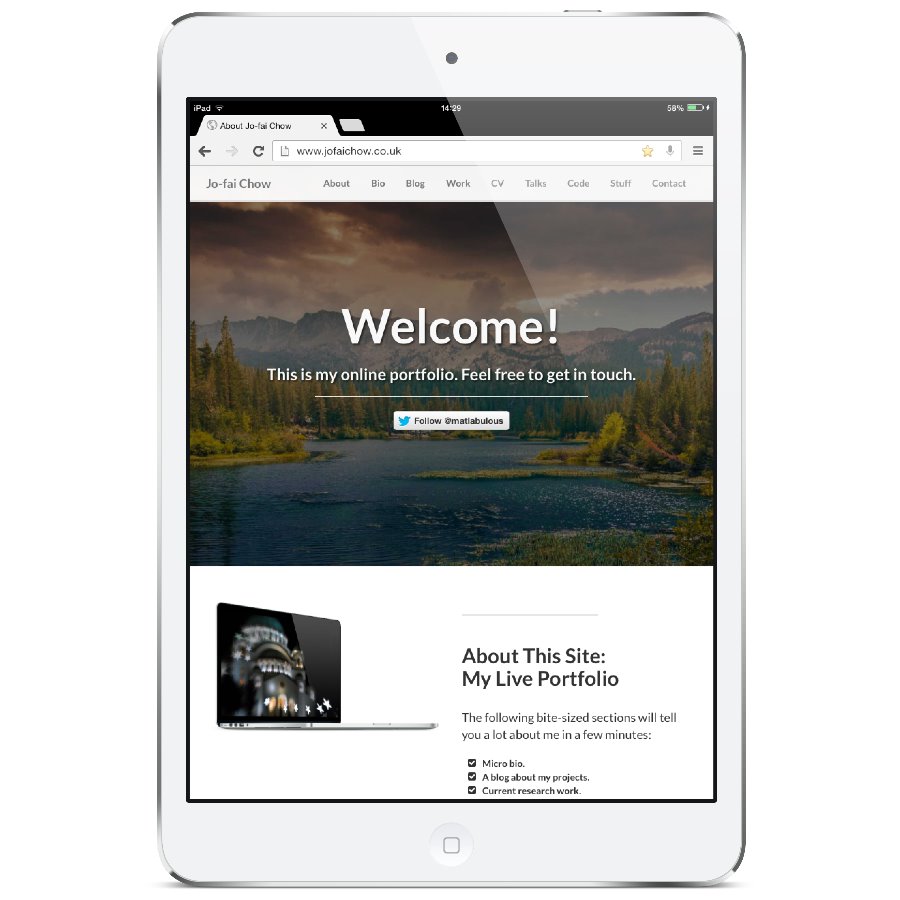 iPad 14:29 58%
About Jo-fai Chow
www.jofaichow.co.uk
Jo-fai Chow About Bio Blog Work CV Talks Code Stuff Contact
Welcome!
This is my online portfolio. Feel free to get in touch.
Follow @matlabulous
About This Site:
My Live Portfolio
The following bite-sized sections will tell
you a lot about me in a few minutes:
Micro bio.
A blog about my projects.
Current research work.